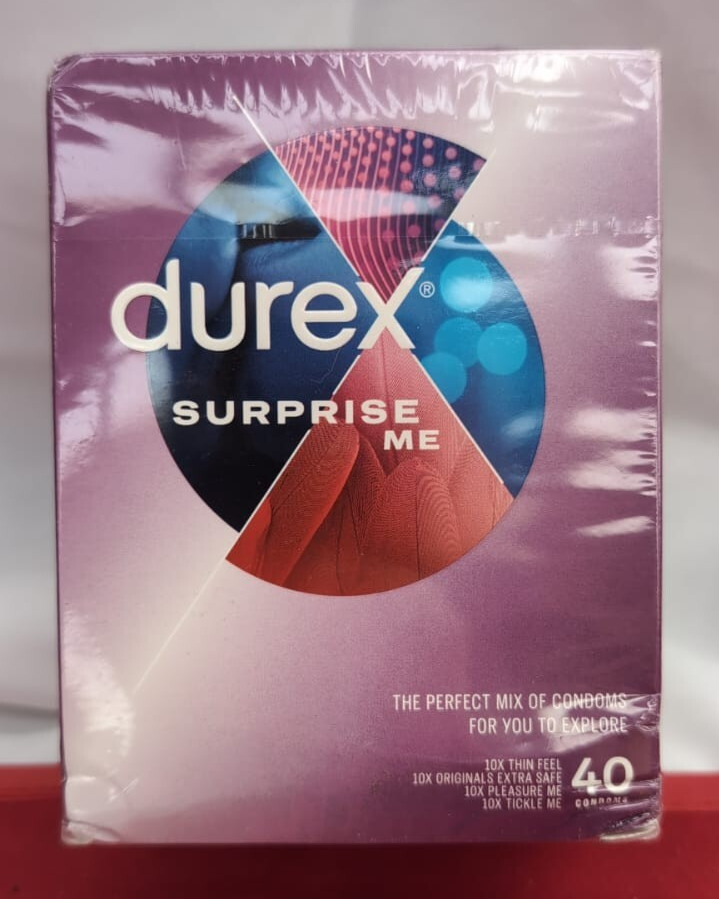 durex®
SURPRISE
ME
THE PERFECT MIX OF CONDOMS
FOR YOU TO EXPLORE
10X THIN FEEL
10X ORIGINALS EXTRA SAFE
10X PLEASURE ME
10X TICKLE ME
40
CONDOMS